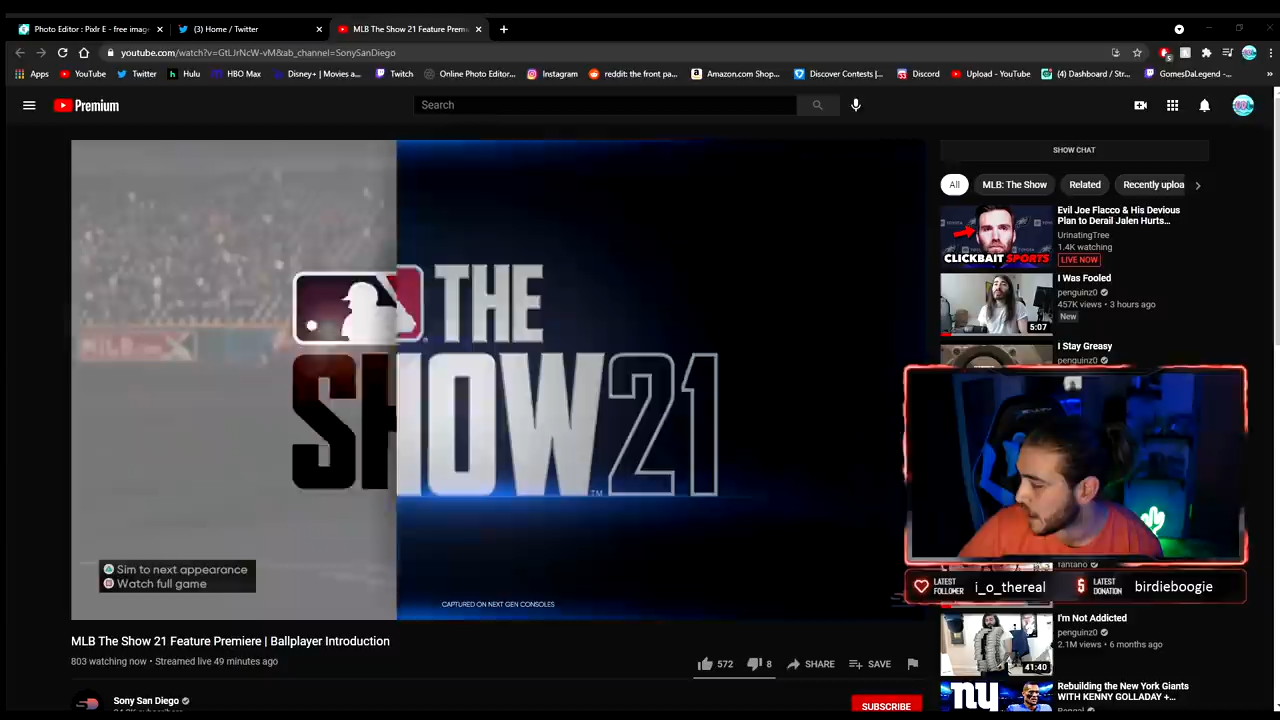 Photo Editor : Pixlr E - free imag
(3) Home / Twitter
MLB The Show 21 Feature Premi
youtube.com/watch?v=GtLJrNcW-vM&ab_channel=SonySanDiego
Apps YouTube Twitter Hulu HBO Max Disney+ | Movies a... Twitch Online Photo Editor... Instagram reddit: the front pa... Amazon.com Shop... Discover Contests |... Discord Upload - YouTube (4) Dashboard / Str... GomesDaLegend -... »
Premium
Search
SHOW CHAT
All MLB: The Show Related Recently uploa
THE
SHOW 21
Sim to next appearance
Watch full game
CAPTURED ON NEXT GEN CONSOLES
MLB The Show 21 Feature Premiere | Ballplayer Introduction
803 watching now • Streamed live 49 minutes ago
572 8 SHARE SAVE
Sony San Diego
SUBSCRIBE
CLICKBAIT SPORTS
Evil Joe Flacco & His Devious
Plan to Derail Jalen Hurts...
UrinatingTree
1.4K watching
LIVE NOW
5:07
I Was Fooled
penguinz0
457K views • 3 hours ago
New
I Stay Greasy
penguinz0
fantano
LATEST
FOLLOWER
i_o_thereal
LATEST
DONATION
birdieboogie
41:40
I'm Not Addicted
penguinz0
2.1M views • 6 months ago
ny
Rebuilding the New York Giants
WITH KENNY GOLLADAY +...